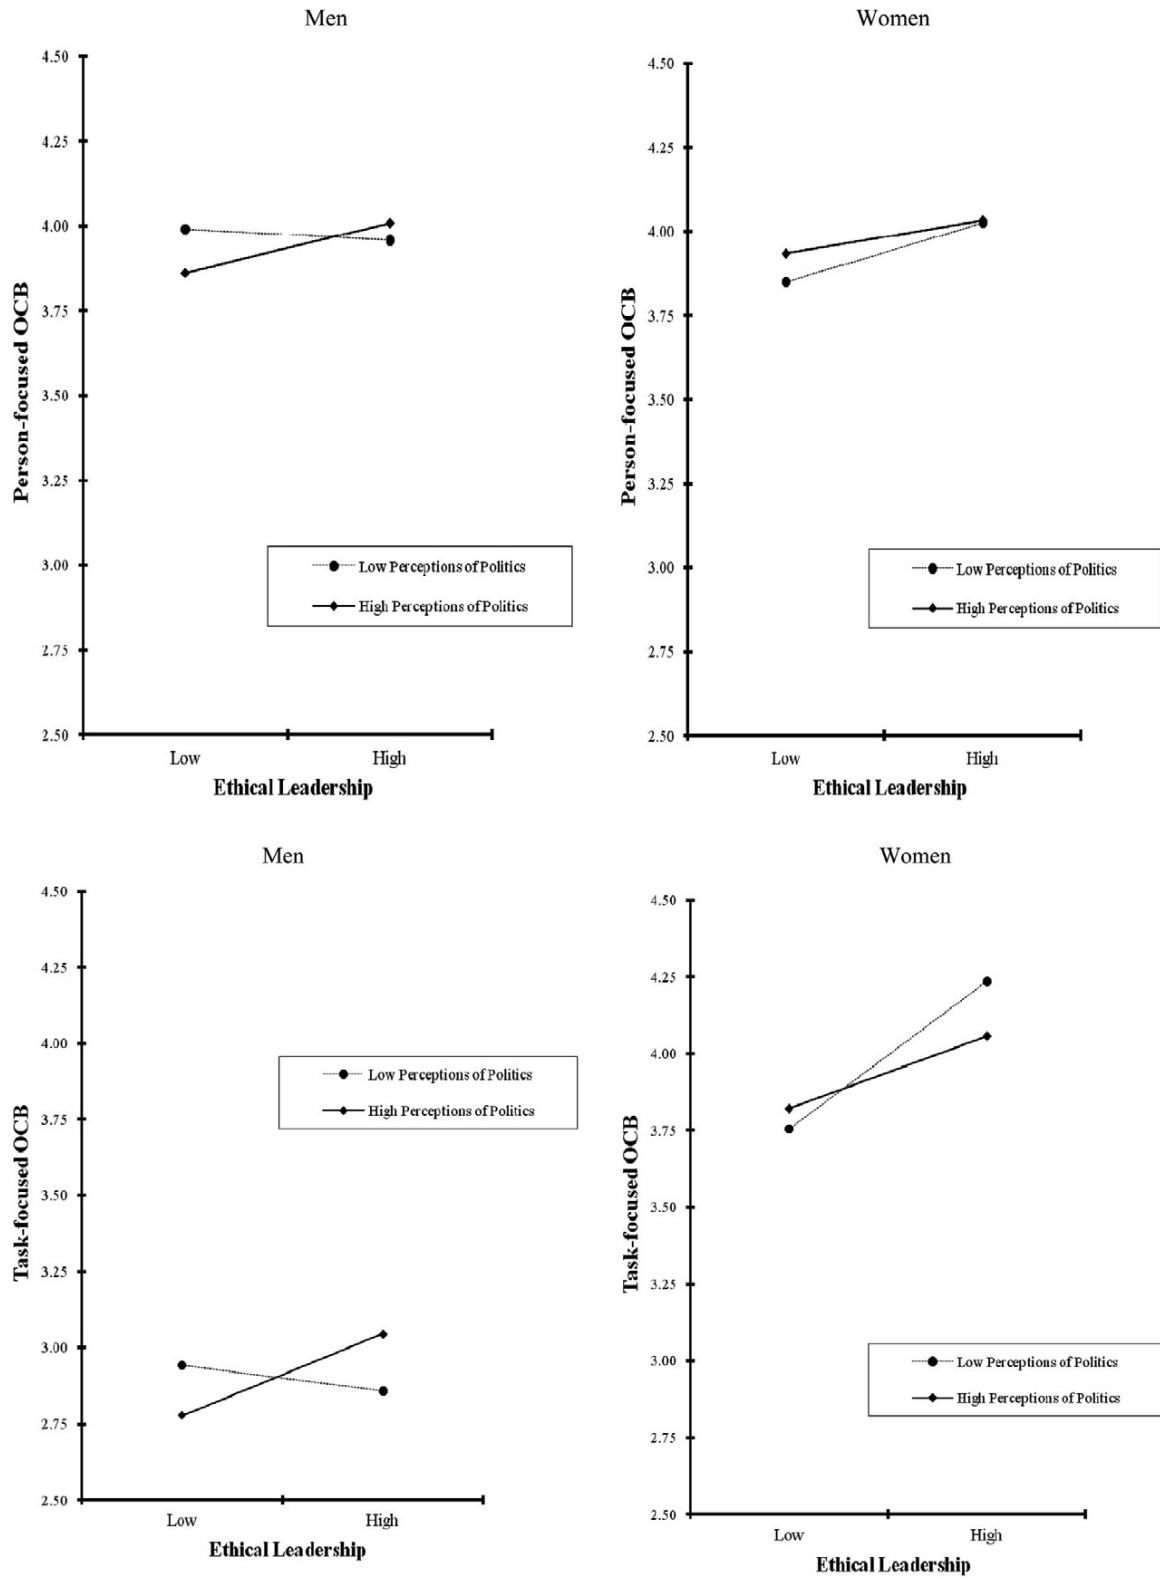 Men
4.50
4.25
4.00
3.75
3.50
3.25
3.00
2.75
2.50
Person-focused OCB
Low Perceptions of Politics
High Perceptions of Politics
Low High
Ethical Leadership
Women
4.50
4.25
4.00
3.75
3.50
3.25
3.00
2.75
2.50
Person-focused OCB
Low Perceptions of Politics
High Perceptions of Politics
Low High
Ethical Leadership
Men
4.50
4.25
4.00
3.75
3.50
3.25
3.00
2.75
2.50
Task-focused OCB
Low Perceptions of Politics
High Perceptions of Politics
Low High
Ethical Leadership
Women
4.50
4.25
4.00
3.75
3.50
3.25
3.00
2.75
2.50
Task-focused OCB
Low Perceptions of Politics
High Perceptions of Politics
Low High
Ethical Leadership